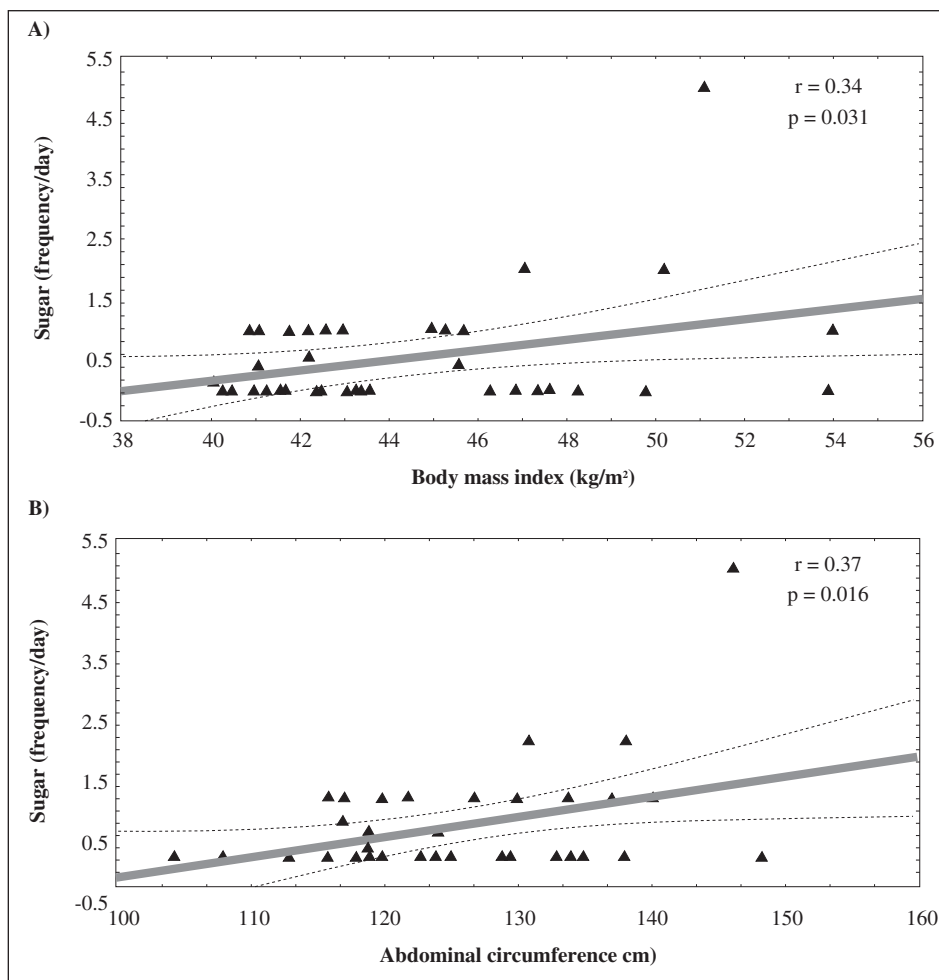 A)
5.5
r = 0.34
4.5
p = 0.031
3.5
Sugar (frequency/day)
2.5
1.5
0.5
-0.5
38 40 42 44 46 48 50 52 54 56
Body mass index (kg/m²)
B)
5.5
r = 0.37
4.5
p = 0.016
3.5
Sugar (frequency/day)
2.5
1.5
0.5
-0.5
100 110 120 130 140 150 160
Abdominal circumference cm)